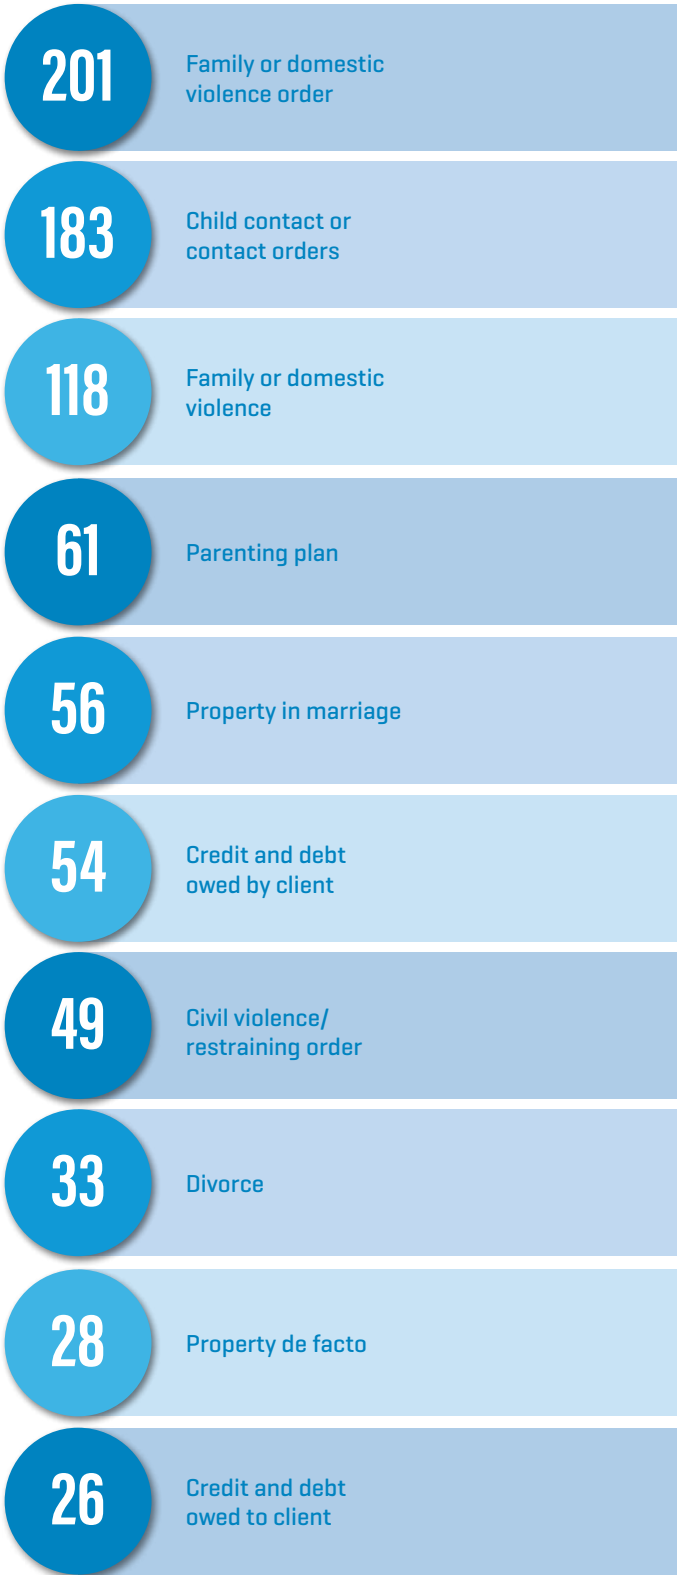 201
Family or domestic
violence order
183
Child contact or
contact orders
118
Family or domestic
violence
61
Parenting plan
56
Property in marriage
54
Credit and debt
owed by client
49
Civil violence/
restraining order
33
Divorce
28
Property de facto
26
Credit and debt
owed to client